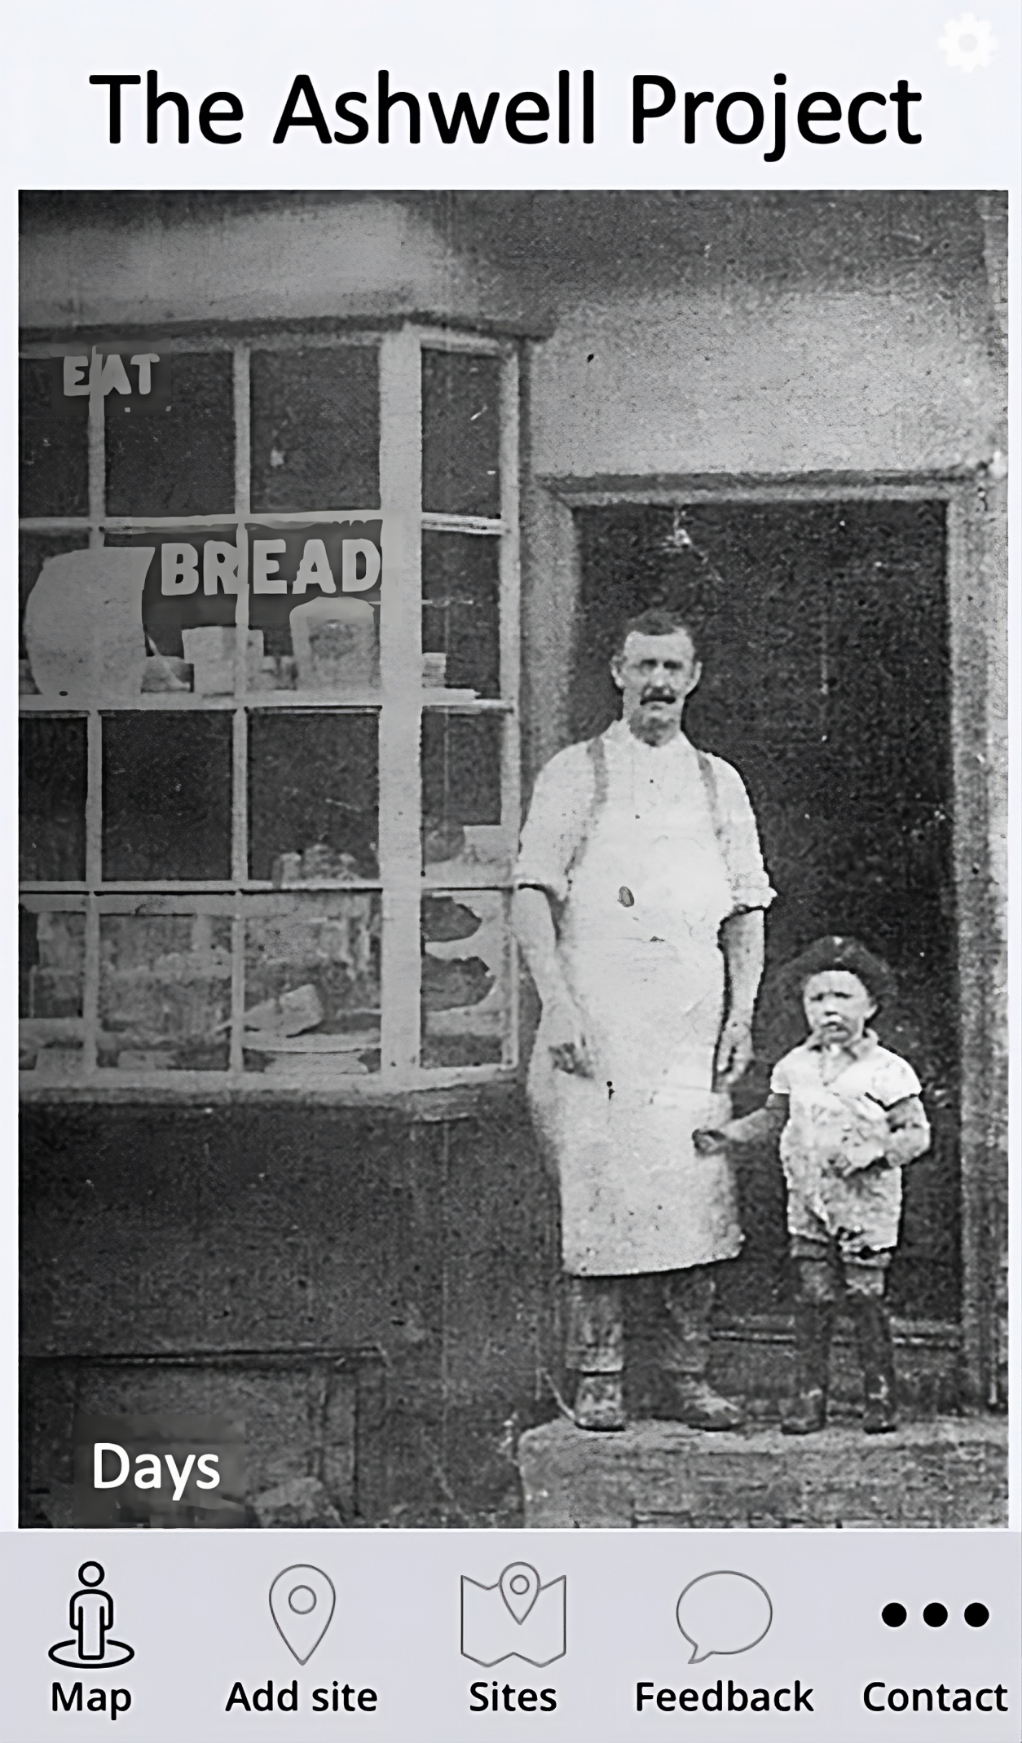 The Ashwell Project
EAT
BREAD
Days
Map
Add site
Sites
Feedback
Contact